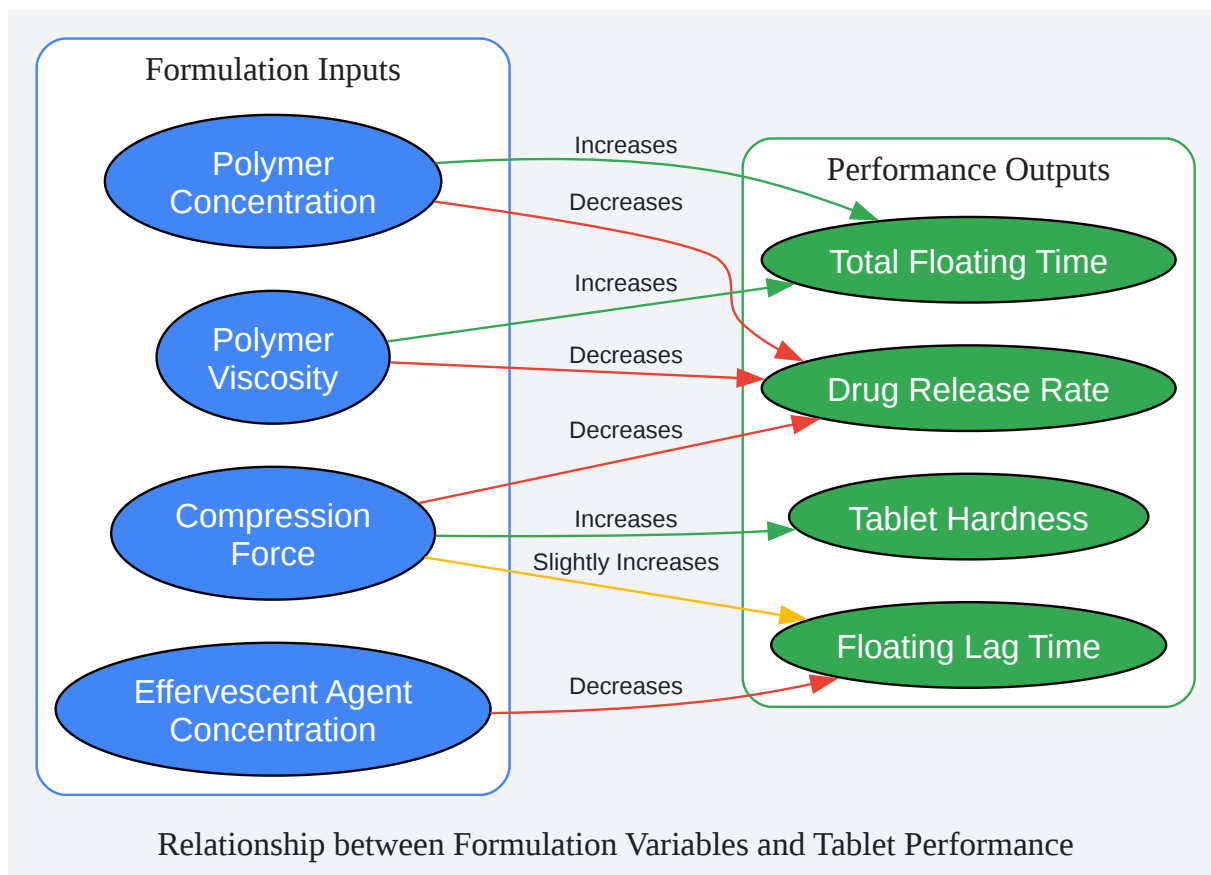 Formulation Inputs
Polymer
Concentration
Polymer
Viscosity
Compression
Force
Effervescent Agent
Concentration
Increases
Decreases
Increases
Decreases
Decreases
Increases
Slightly Increases
Decreases
Performance Outputs
Total Floating Time
Drug Release Rate
Tablet Hardness
Floating Lag Time
Relationship between Formulation Variables and Tablet Performance